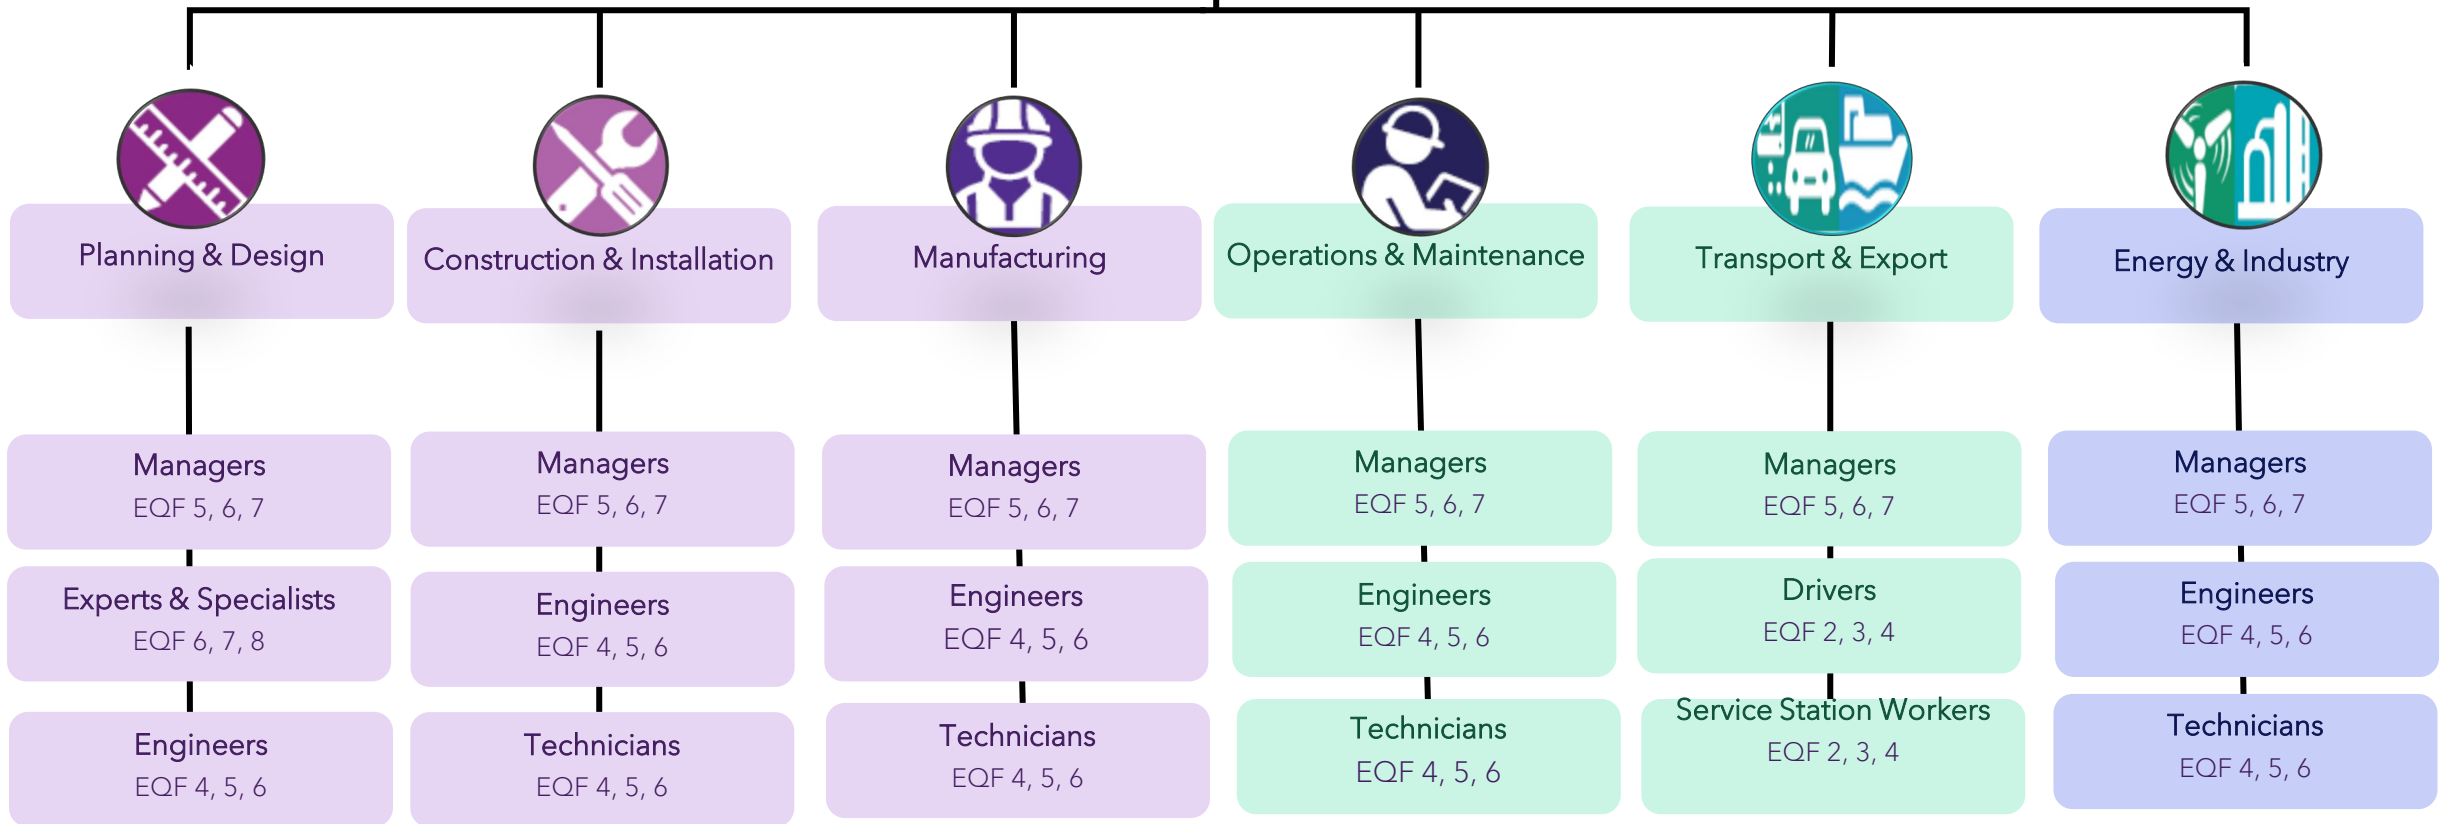 Planning & Design
Construction & Installation
Manufacturing
Operations & Maintenance
Transport & Export
Energy & Industry
Managers
EQF 5, 6, 7
Experts & Specialists
EQF 6, 7, 8
Engineers
EQF 4, 5, 6
Managers
EQF 5, 6, 7
Engineers
EQF 4, 5, 6
Technicians
EQF 4, 5, 6
Managers
EQF 5, 6, 7
Engineers
EQF 4, 5, 6
Technicians
EQF 4, 5, 6
Managers
EQF 5, 6, 7
Engineers
EQF 4, 5, 6
Technicians
EQF 4, 5, 6
Managers
EQF 5, 6, 7
Drivers
EQF 2, 3, 4
Service Station Workers
EQF 2, 3, 4
Managers
EQF 5, 6, 7
Engineers
EQF 4, 5, 6
Technicians
EQF 4, 5, 6